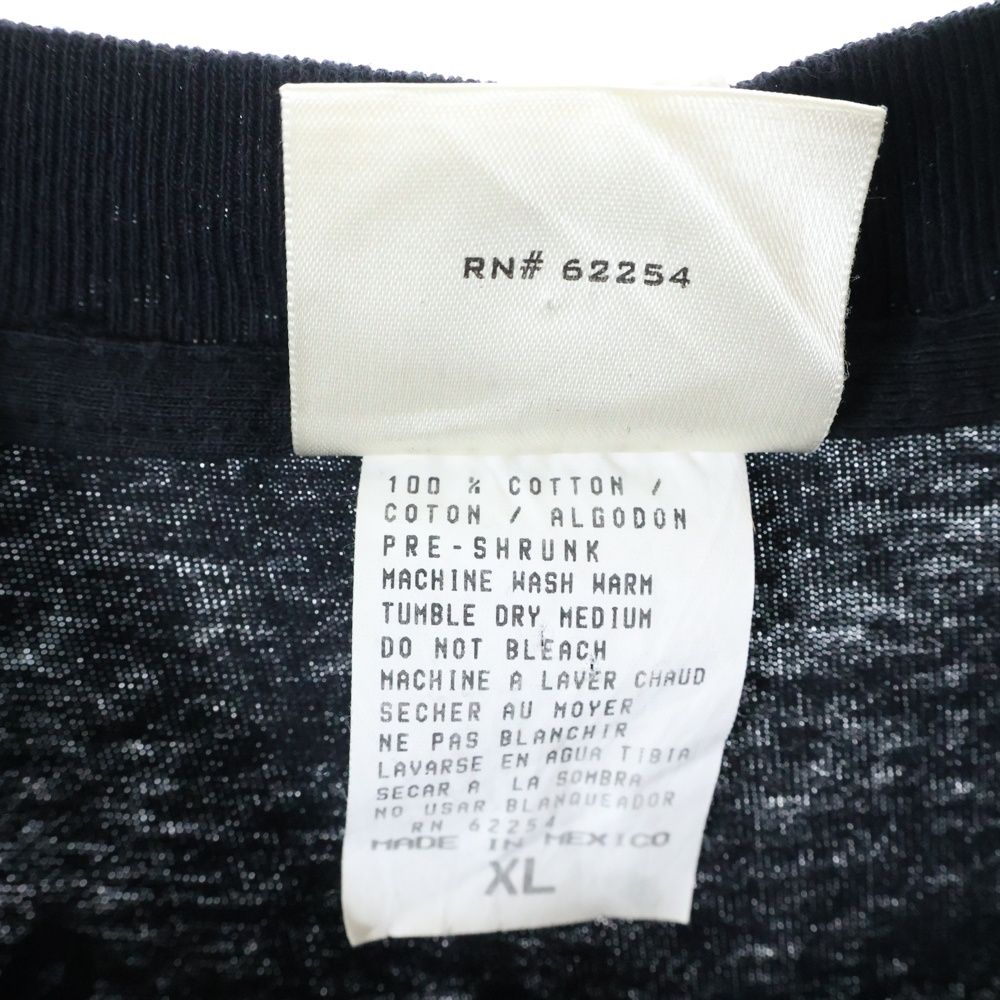 RN# 62254
100 % COTTON /
COTON / ALGODON
PRE-SHRUNK
MACHINE WASH WARM
TUMBLE DRY MEDIUM
DO NOT BLEACH
MACHINE A LAVER CHAUD
SECHER AU MOYER
NE PAS BLANCHIR
LAVARSE EN AGUA TIBIA
SECAR A LA SOMBRA
NO USAR BLANQUEADOR
RN 62254
MADE IN MEXICO
XL